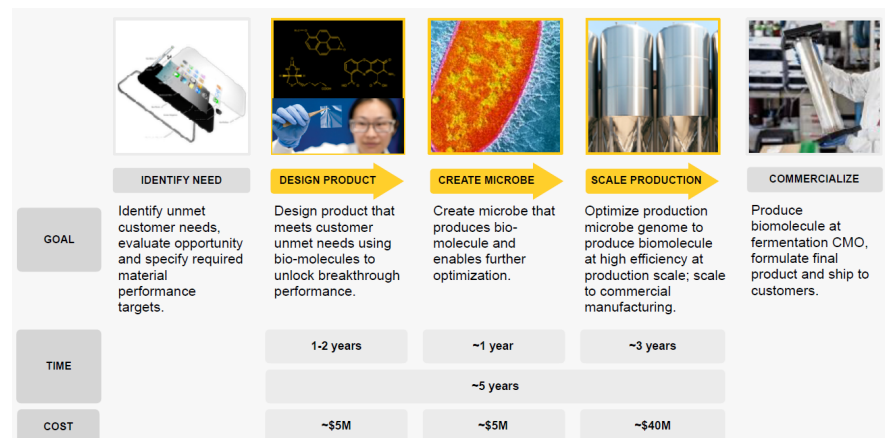 IDENTIFY NEED
DESIGN PRODUCT
CREATE MICROBE
SCALE PRODUCTION
COMMERCIALIZE
GOAL
Identify unmet
customer needs,
evaluate opportunity
and specify required
material
performance
targets.
Design product that
meets customer
unmet needs using
bio-molecules to
unlock breakthrough
performance.
Create microbe that
produces bio-
molecule and
enables further
optimization.
Optimize production
microbe genome to
produce biomolecule
at high efficiency at
production scale; scale
to commercial
manufacturing.
Produce
biomolecule at
fermentation CMO,
formulate final
product and ship to
customers.
TIME
1-2 years
~1 year
~3 years
~5 years
COST
~$5M
~$5M
~$40M